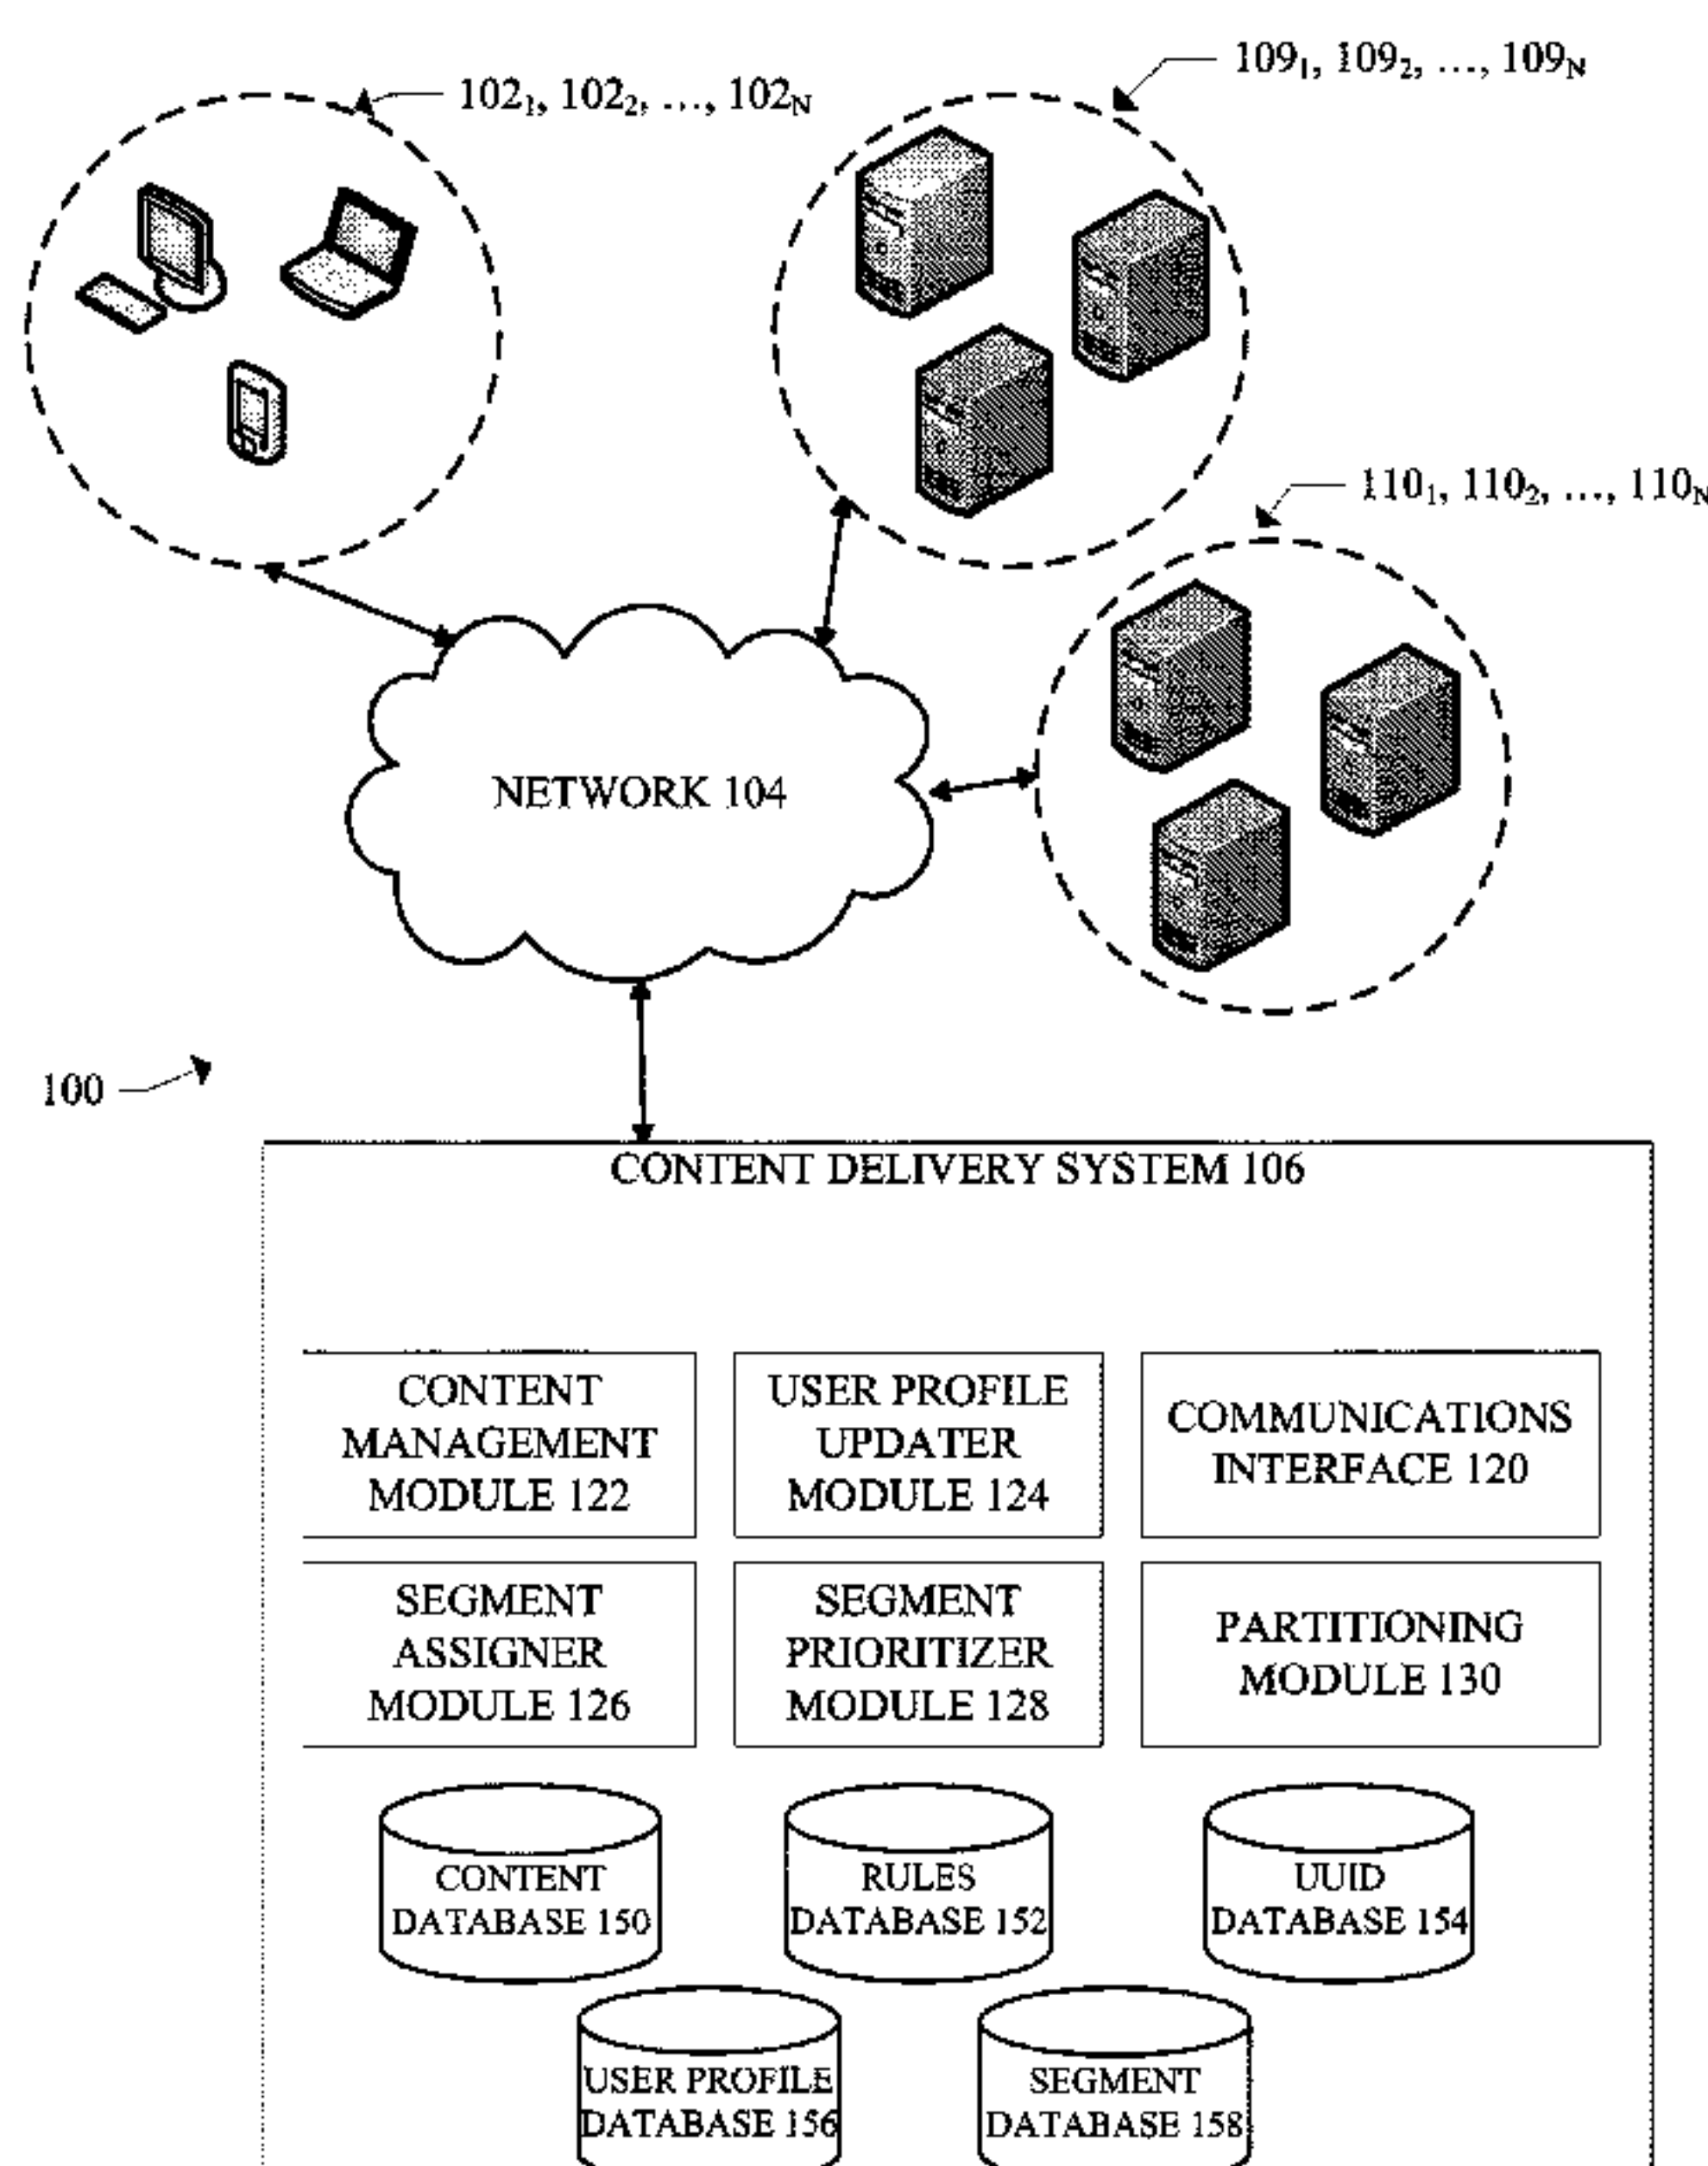 109₁, 109₂, ..., 109N
102₁, 102₂, ..., 102N
110₁, 110₂, ..., 110N
NETWORK 104
100
CONTENT DELIVERY SYSTEM 106
CONTENT
MANAGEMENT
MODULE 122
USER PROFILE
UPDATER
MODULE 124
COMMUNICATIONS
INTERFACE 120
SEGMENT
ASSIGNER
MODULE 126
SEGMENT
PRIORITIZER
MODULE 128
PARTITIONING
MODULE 130
CONTENT
DATABASE 150
RULES
DATABASE 152
UUID
DATABASE 154
USER PROFILE
DATABASE 156
SEGMENT
DATABASE 158